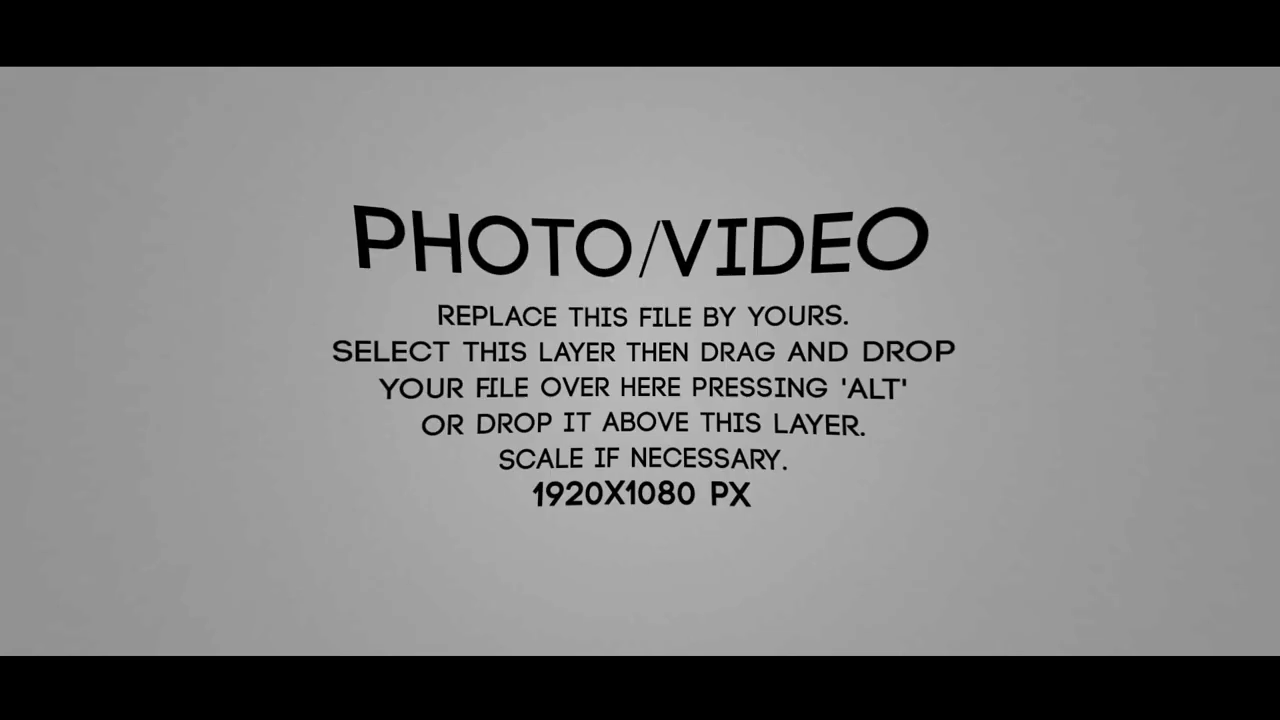 PHOTO/VIDEO
REPLACE THIS FILE BY YOURS.
SELECT THIS LAYER THEN DRAG AND DROP
YOUR FILE OVER HERE PRESSING 'ALT'
OR DROP IT ABOVE THIS LAYER.
SCALE IF NECESSARY.
1920X1080 PX